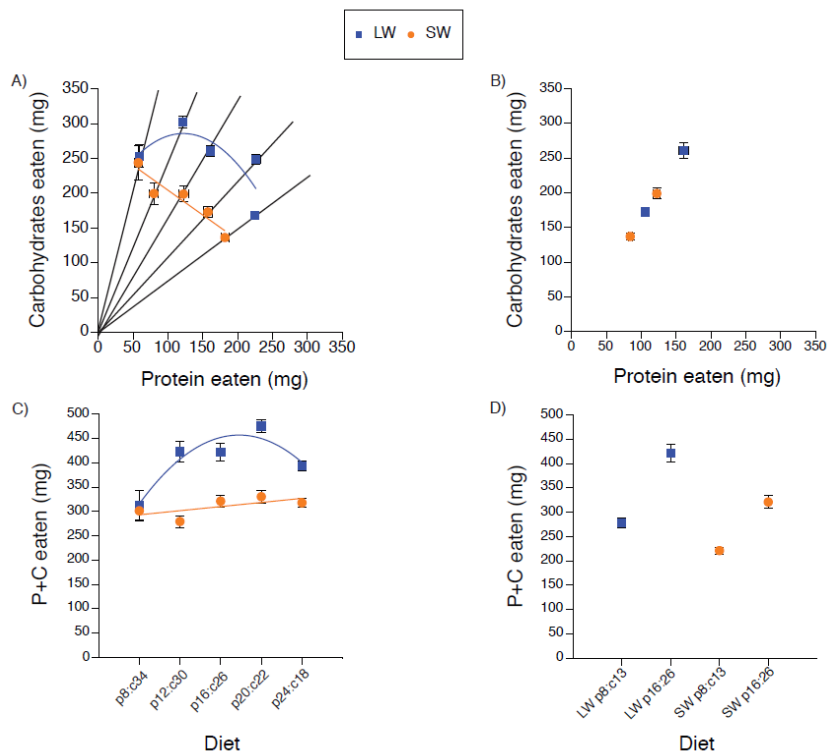 LW SW
A)
350
300
250
200
150
100
50
0
0 50 100 150 200 250 300 350
Carbohydrates eaten (mg)
Protein eaten (mg)
B)
350
300
250
200
150
100
50
0
0 50 100 150 200 250 300 350
Carbohydrates eaten (mg)
Protein eaten (mg)
C)
500
450
400
350
300
300
200
150
100
50
0
P+C eaten (mg)
p8:c34 p12:c30 p16:c26 p20:c22 p24:c18
Diet
D)
500
450
400
350
300
250
200
150
100
50
0
P+C eaten (mg)
LW p8:c13 LW p16:26 SW p8:c13 SW p16:26
Diet